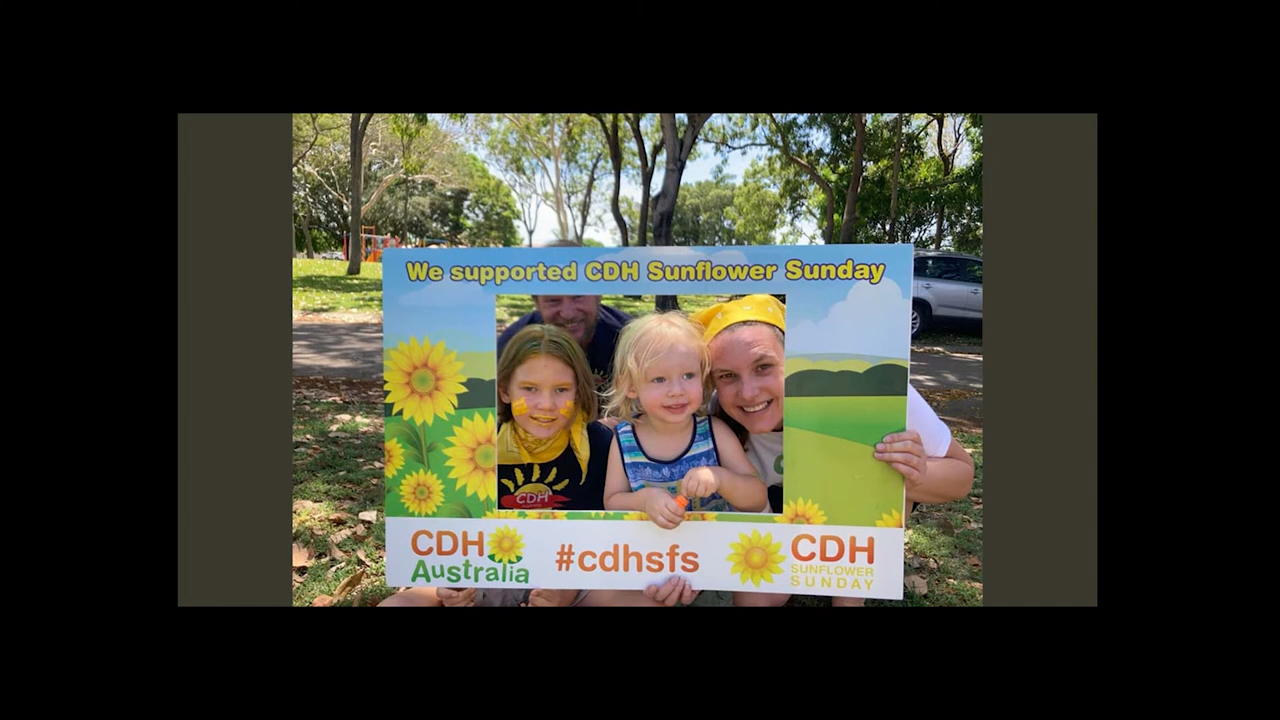 We supported CDH Sunflower Sunday
CDH
CDH
Australia
#cdhsfs
CDH
SUNFLOWER
SUNDAY